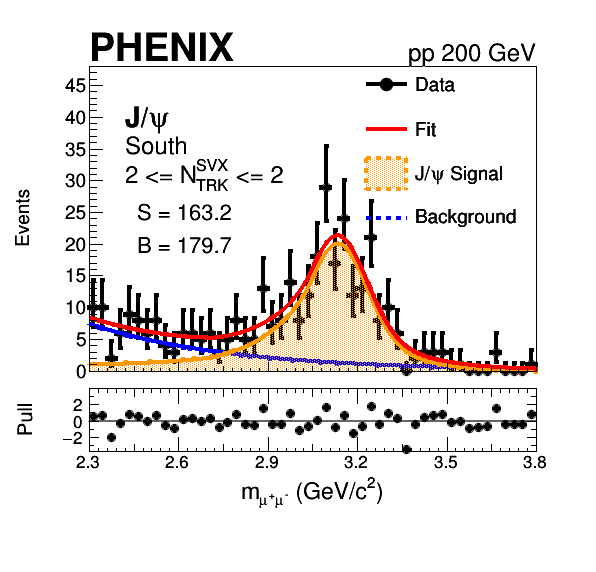 PHENIX pp 200 GeV
45
40
35
30
25
20
15
10
5
0
Events
J/ψ
South
2 <= N_TRK^SVX <= 2
S = 163.2
B = 179.7
Data
Fit
J/ψ Signal
Background
2
0
−2
Pull
2.3 2.6 2.9 3.2 3.5 3.8
m_μ⁺μ⁻ (GeV/c²)